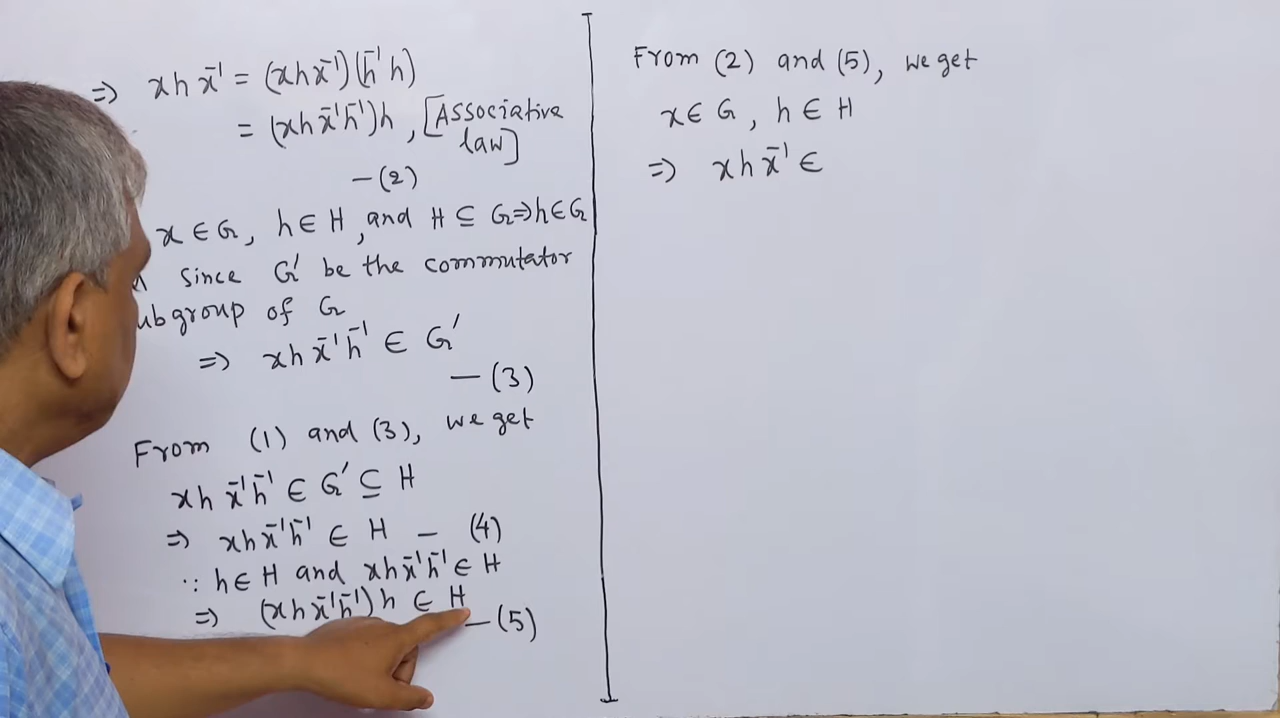 ⇒ xhx⁻¹ = (xhx⁻¹)(h⁻¹h)
= (xhx⁻¹h⁻¹)h, [Associative
law]
—(2)
x ∈ G, h ∈ H, and H ⊆ G ⇒ h ∈ G
since G' be the commutator
ubgroup of G
⇒ xhx⁻¹h⁻¹ ∈ G'
—(3)
From (1) and (3), we get
xhx⁻¹h⁻¹ ∈ G' ⊆ H
⇒ xhx⁻¹h⁻¹ ∈ H — (4)
∵ h ∈ H and xhx⁻¹h⁻¹ ∈ H
⇒ (xhx⁻¹h⁻¹)h ∈ H
—(5)
From (2) and (5), we get
x ∈ G, h ∈ H
⇒ xhx⁻¹ ∈